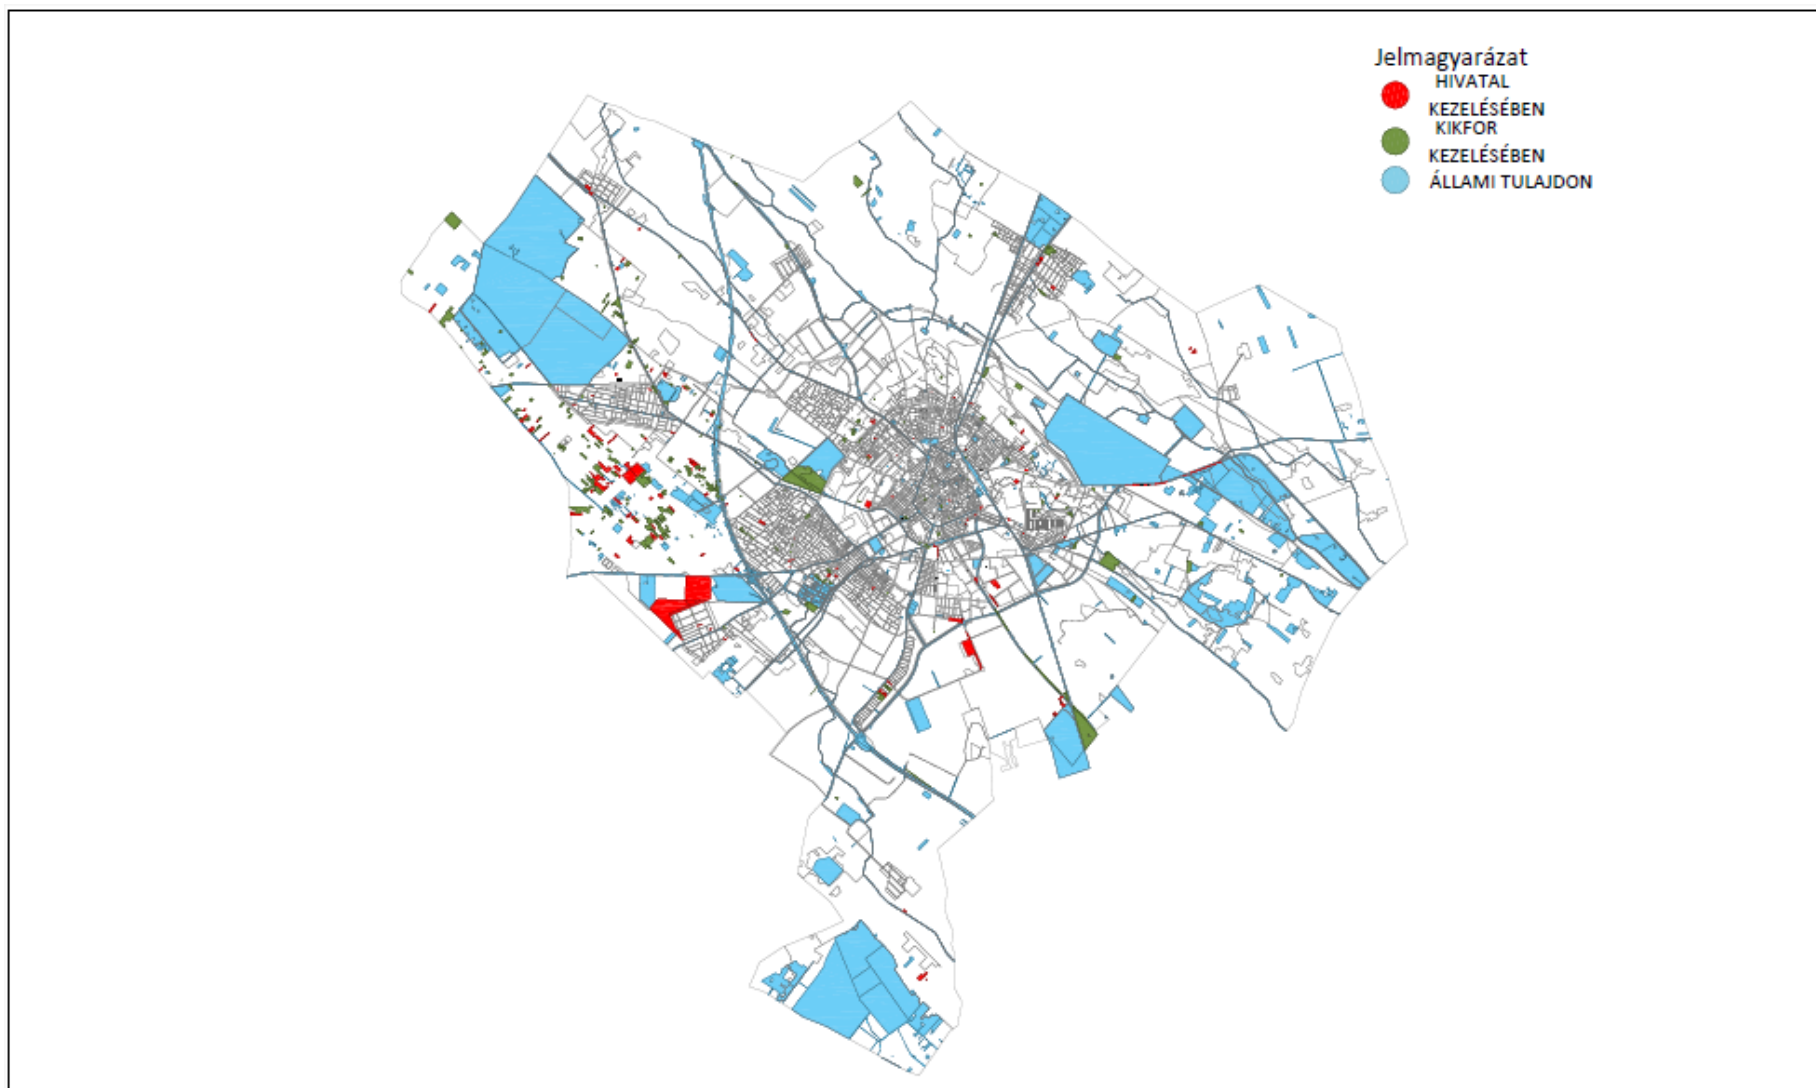 Jelmagyarázat
HIVATAL
KEZELÉSÉBEN
KIKFOR
KEZELÉSÉBEN
ÁLLAMI TULAJDON